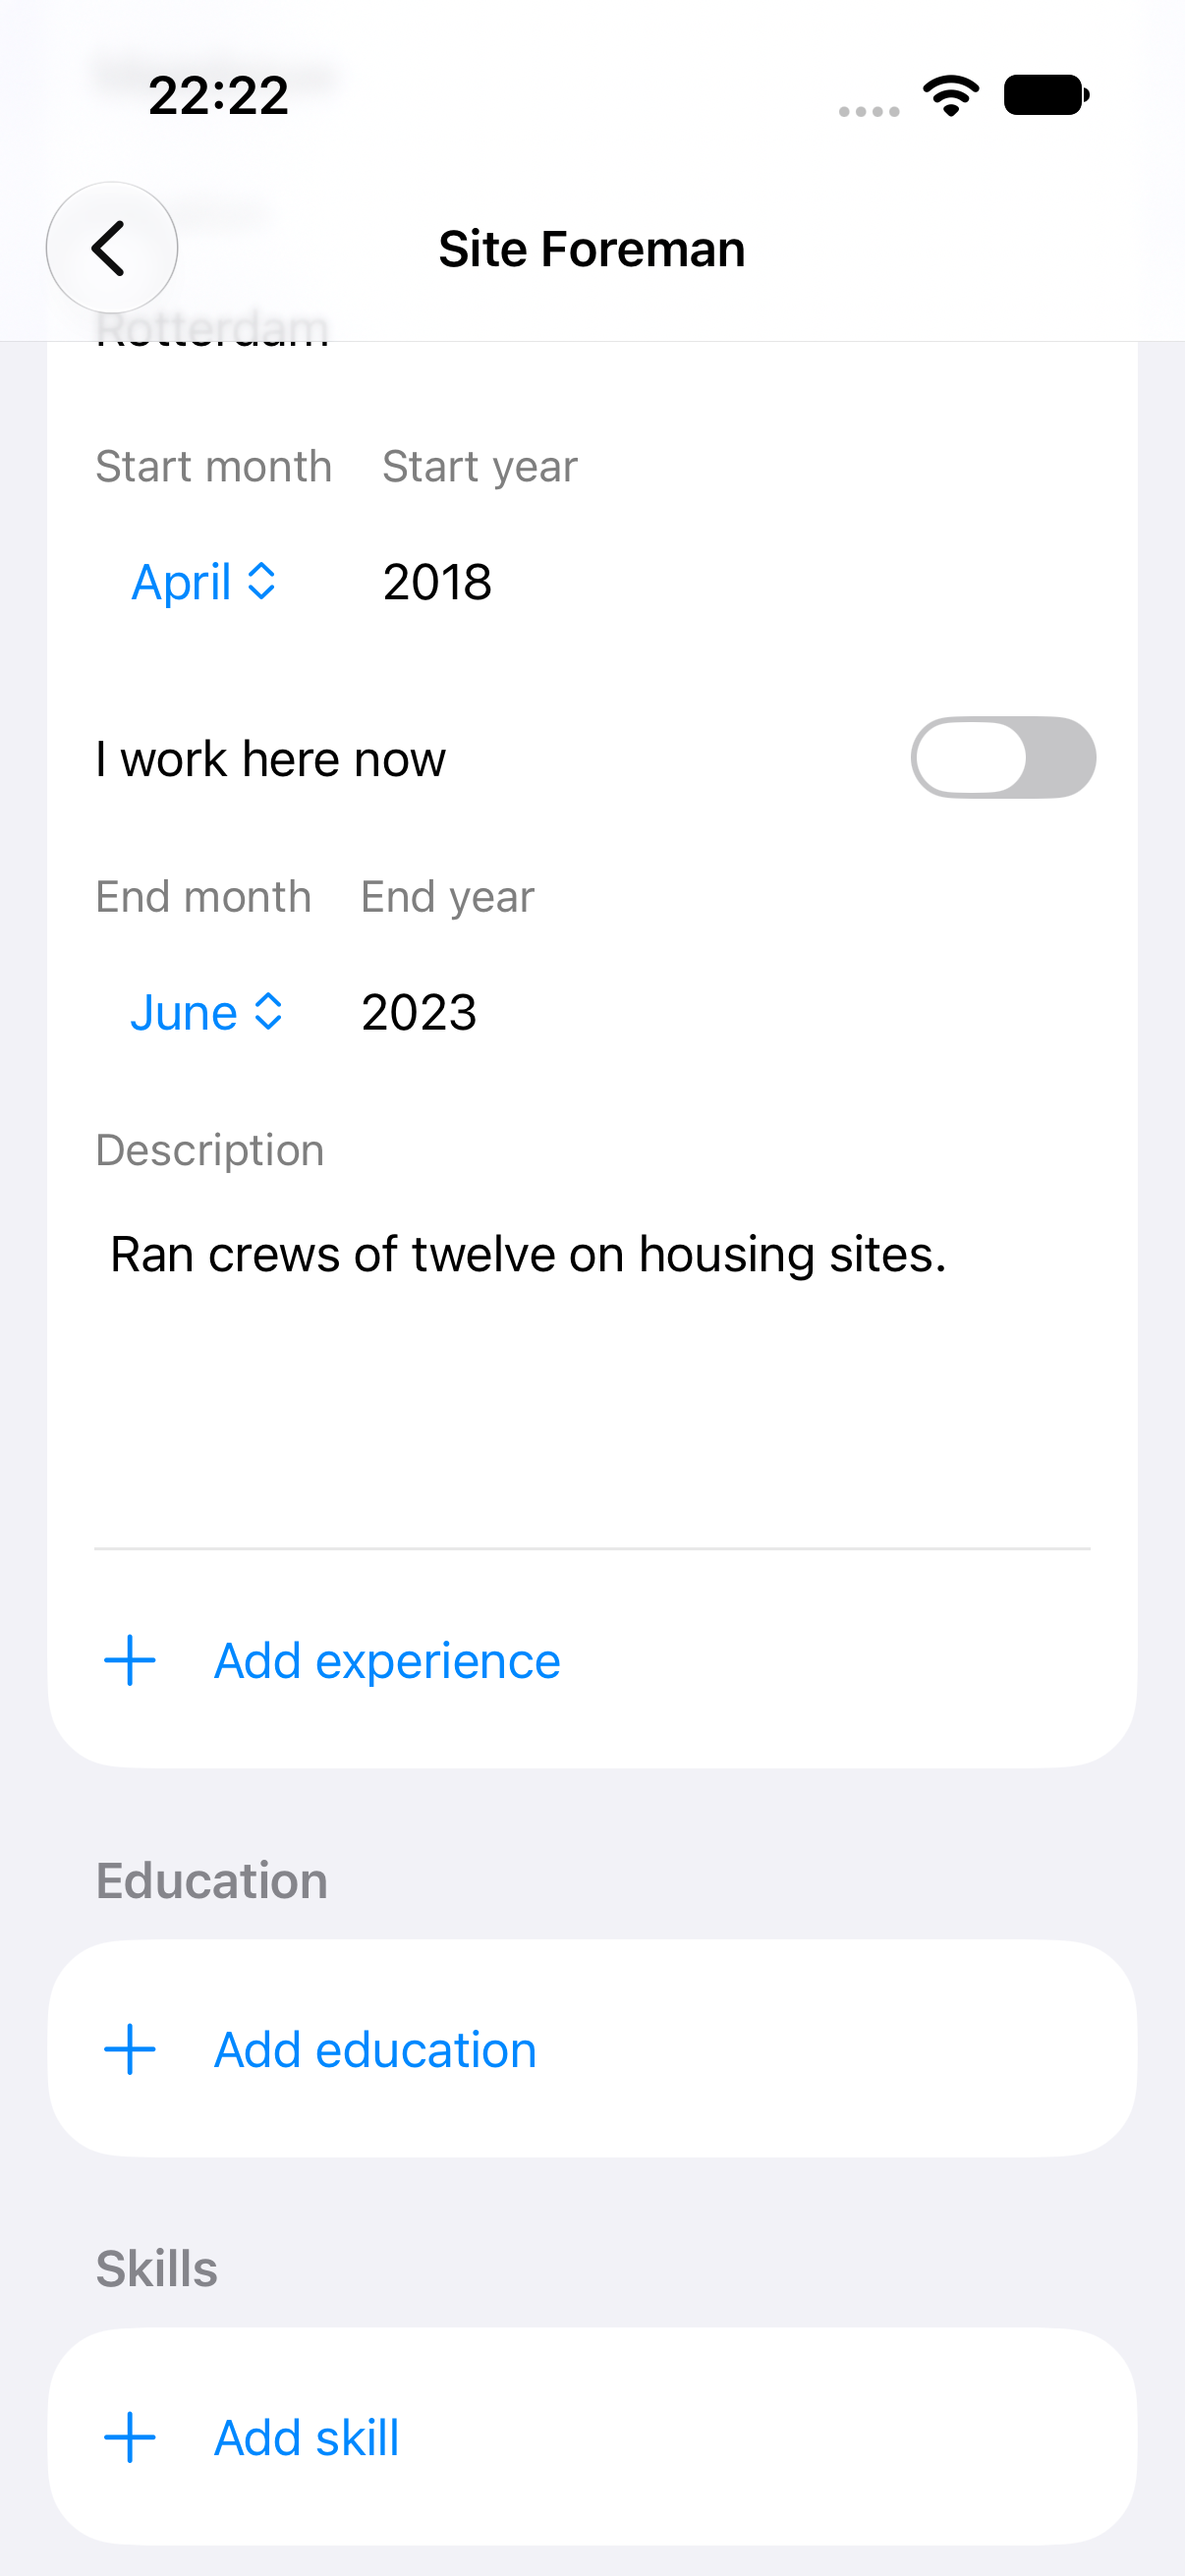 22:22
Site Foreman
Rotterdam
Start month Start year
April 2018
I work here now
End month End year
June 2023
Description
Ran crews of twelve on housing sites.
Add experience
Education
Add education
Skills
Add skill